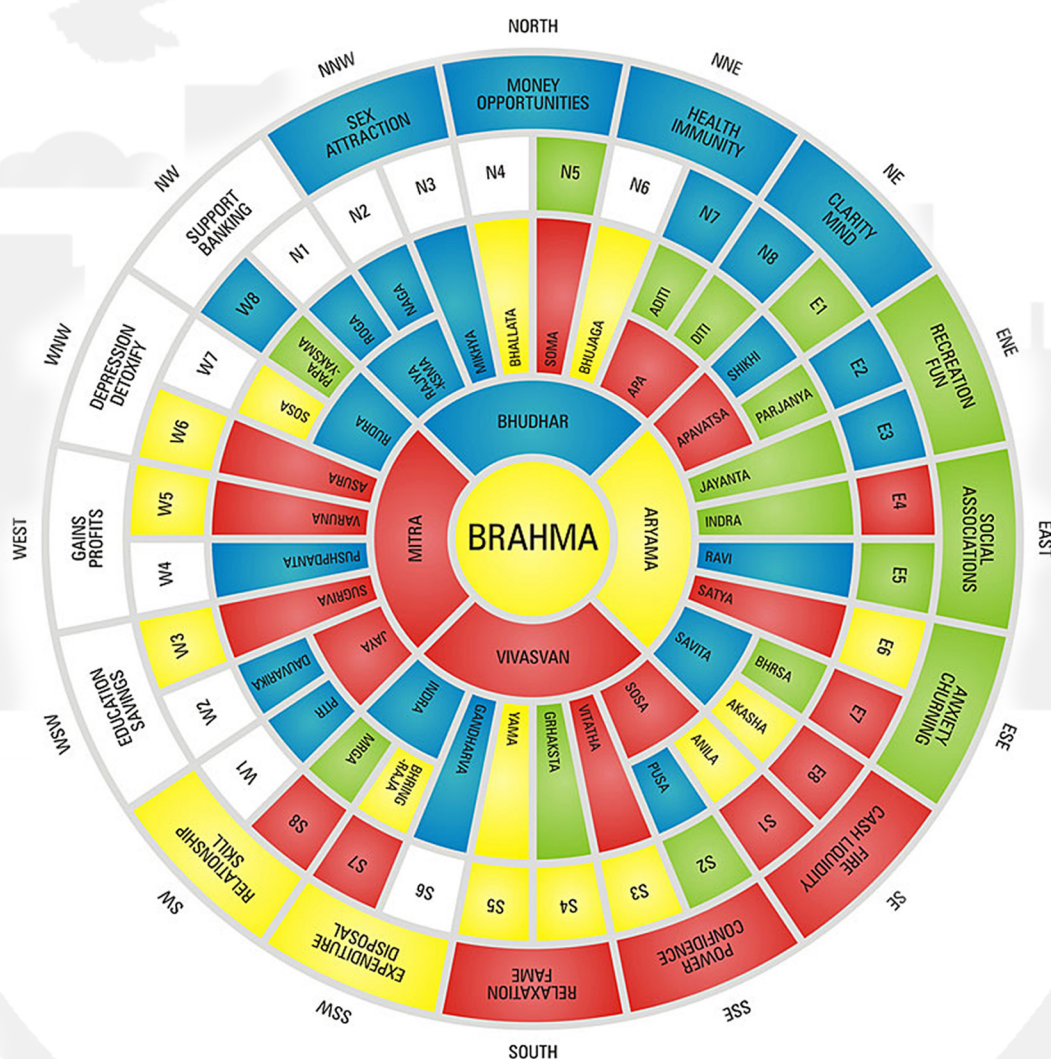 NORTH
NNE
NE
ENE
EAST
ESE
SE
SSE
SOUTH
SSW
SW
WSW
WEST
WNW
NW
NNW
MONEY
OPPORTUNITIES
HEALTH
IMMUNITY
CLARITY
MIND
RECREATION
FUN
SOCIAL
ASSOCIATIONS
ANXIETY
CHURNING
FIRE
CASH LIQUIDITY
POWER
CONFIDENCE
RELAXATION
FAME
EXPENDITURE
DISPOSAL
RELATIONSHIP
SKILL
EDUCATION
SAVINGS
GAINS
PROFITS
DEPRESSION
DETOXIFY
SUPPORT
BANKING
SEX
ATTRACTION
N4
N5
N6
N7
N8
E1
E2
E3
E4
E5
E6
E7
E8
S1
S2
S3
S4
S5
S6
S7
S8
W1
W2
W3
W4
W5
W6
W7
W8
N1
N2
N3
BHALLATA
SOMA
BHUJAGA
ADITI
DITI
SHIKHI
PARJANYA
JAYANTA
INDRA
RAVI
SATYA
BHRSA
AKASHA
ANILA
PUSA
VITATHA
GRHAKSTA
YAMA
GANDHARVA
BHRING
-RAJA
MRGA
PITR
DAUVARIKA
SUGRIVA
PUSHPDANTA
VARUNA
ASURA
SOSA
PAPA
-YAKSMA
ROGA
NAGA
MIKHYA
APA
APAVATSA
SAVITA
SOSA
INDRA
JAYA
RUDRA
RAJYA
-KSMA
BHUDHAR
ARYAMA
VIVASVAN
MITRA
BRAHMA